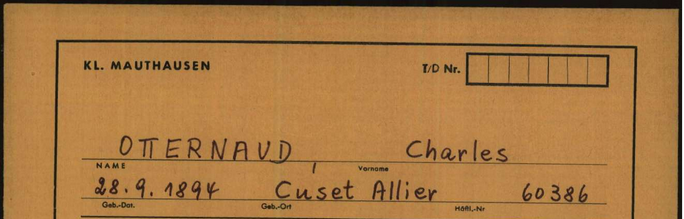 KL. MAUTHAUSEN T/D Nr.
OTTERNAUD Charles
NAME Vorname
28.9.1894 Cuset Allier 60386
Geb.-Dat. Geb.-Ort Häftl.-Nr